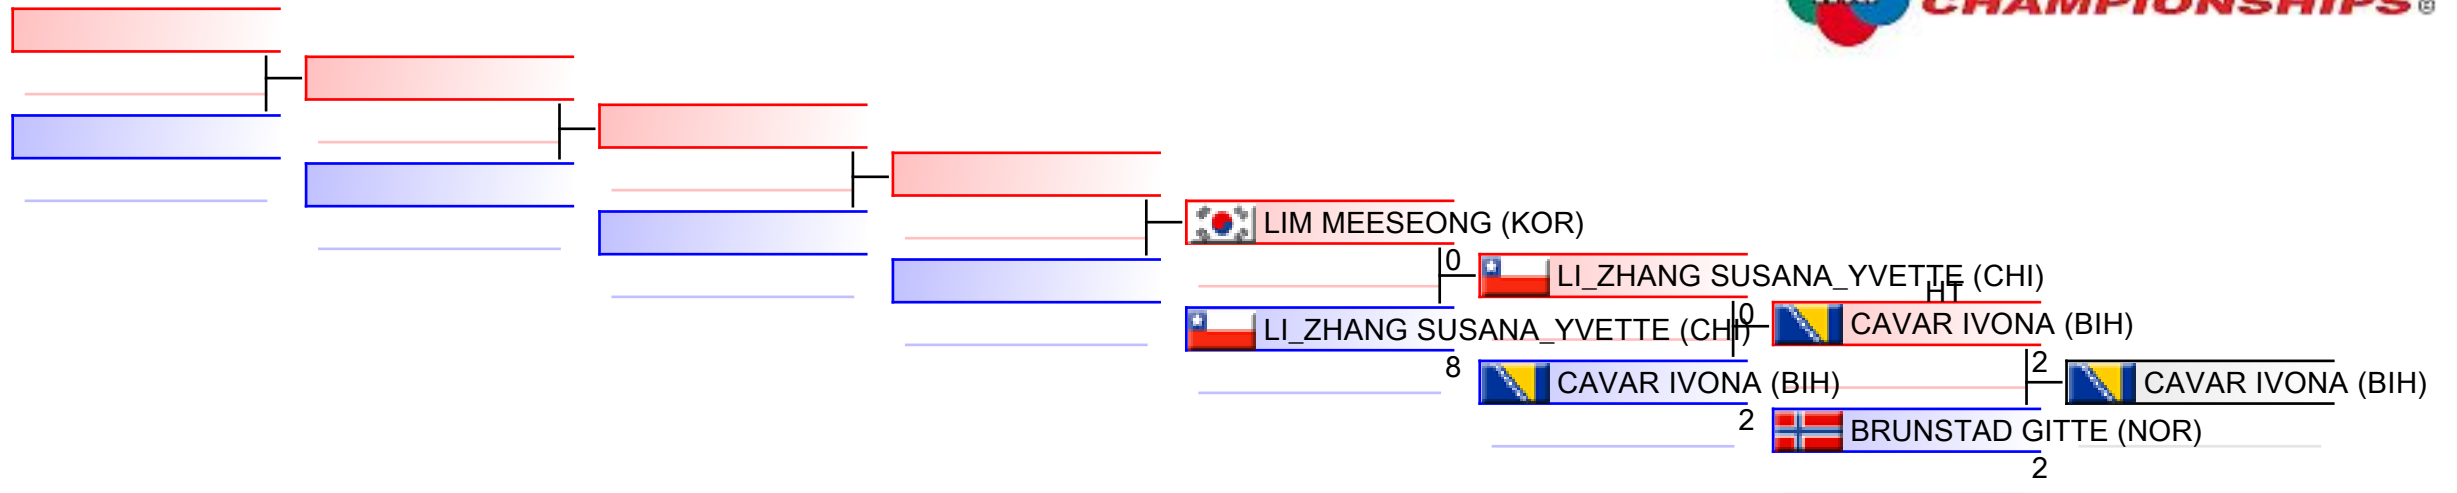 CHAMPIONSHIPS®
LIM MEESEONG (KOR)
0
LI_ZHANG SUSANA_YVETTE (CHI)
HT
LI_ZHANG SUSANA_YVETTE (CHI)
0
CAVAR IVONA (BIH)
8
CAVAR IVONA (BIH)
2
CAVAR IVONA (BIH)
2
BRUNSTAD GITTE (NOR)
2